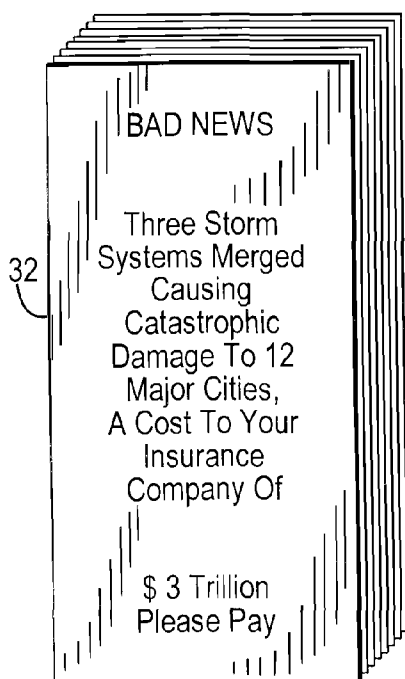 BAD NEWS
Three Storm
Systems Merged
Causing
Catastrophic
Damage To 12
Major Cities,
A Cost To Your
Insurance
Company Of
$ 3 Trillion
Please Pay
32